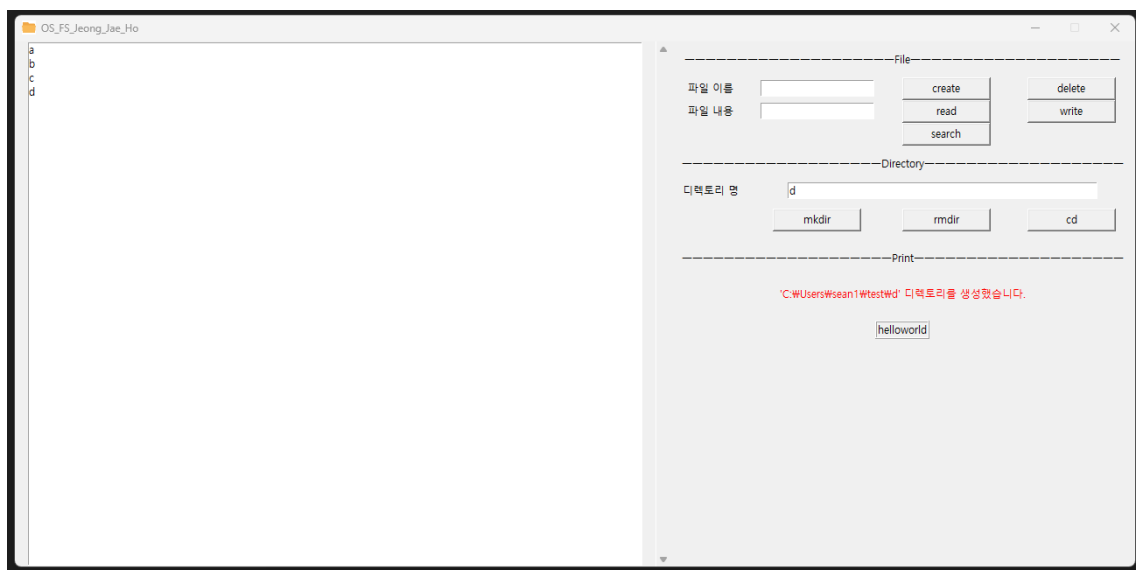 OS_FS_Jeong_Jae_Ho
a
b
c
d
————————————————————File————————————————————
파일 이름
create
delete
파일 내용
read
write
search
———————————————————Directory———————————————————
디렉토리 명
d
mkdir
rmdir
cd
————————————————————Print————————————————————
'C:₩Users₩sean1₩test₩d' 디렉토리를 생성했습니다.
helloworld